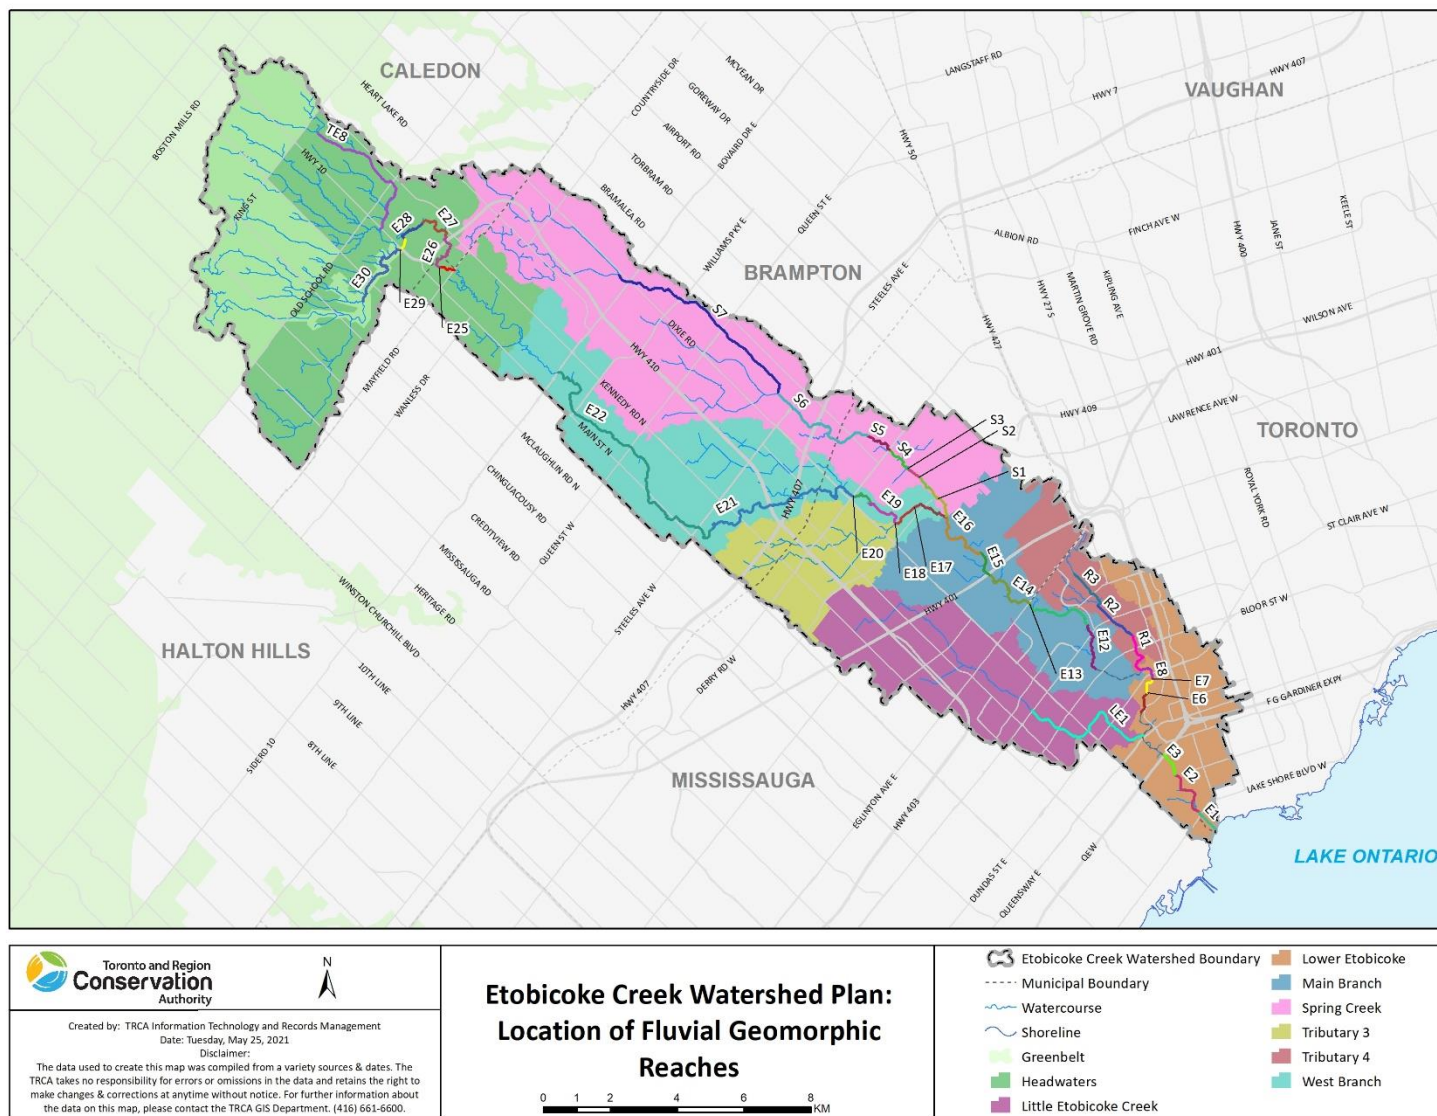 CALEDON
VAUGHAN
BRAMPTON
TORONTO
HALTON HILLS
MISSISSAUGA
LAKE ONTARIO
BOSTON MILLS RD
HEART LAKE RD
HWY 10
KING ST
OLD SCHOOL RD
MAYFIELD RD
WANLESS DR
COUNTRYSIDE DR
MCVEAN DR
GOREWAY DR
AIRPORT RD
BOVAIRD DR E
TORBRAM RD
BRAMALEA RD
WILLIAMS PKY E
QUEEN ST E
LANGSTAFF RD
HWY 407
HWY 7
HWY 50
KEELE ST
JANE ST
HWY 400
FINCH AVE W
ALBION RD
STEELES AVE E
HWY 27 S
MARTIN GROVE RD
KIPLING AVE
HWY 427
WILSON AVE
HWY 401
HWY 409
LAWRENCE AVE W
ROYAL YORK RD
ST CLAIR AVE W
BLOOR ST W
F G GARDINER EXPY
LAKE SHORE BLVD W
DIXIE RD
HWY 410
KENNEDY RD N
MAIN ST N
MCLAUGHLIN RD N
CHINGUACOUSY RD
CREDITVIEW RD
QUEEN ST W
MISSISSAUGA RD
HERITAGE RD
WINSTON CHURCHILL BLVD
STEELES AVE W
10TH LINE
9TH LINE
8TH LINE
SIDERD 10
HWY 407
HWY 407
DERRY RD W
HWY 401
EGLINTON AVE E
HWY 403
DUNDAS ST E
QUEENSWAY E
QEW
TE8
E28
E27
E26
E30
E29
E25
S7
S6
S5
S4
S3
S2
S1
E22
E21
E20
E19
E18
E17
E16
E15
E14
E13
E12
R3
R2
R1
E8
E7
E6
LE1
E3
E2
E1
Toronto and Region
Conservation
Authority
N
Created by: TRCA Information Technology and Records Management
Date: Tuesday, May 25, 2021
Disclaimer:
The data used to create this map was compiled from a variety sources & dates. The
TRCA takes no responsibility for errors or omissions in the data and retains the right to
make changes & corrections at anytime without notice. For further information about
the data on this map, please contact the TRCA GIS Department. (416) 661-6600.
Etobicoke Creek Watershed Plan:
Location of Fluvial Geomorphic
Reaches
0 2 4 6 8
KM
Etobicoke Creek Watershed Boundary
Municipal Boundary
Watercourse
Shoreline
Greenbelt
Headwaters
Little Etobicoke Creek
Lower Etobicoke
Main Branch
Spring Creek
Tributary 3
Tributary 4
West Branch